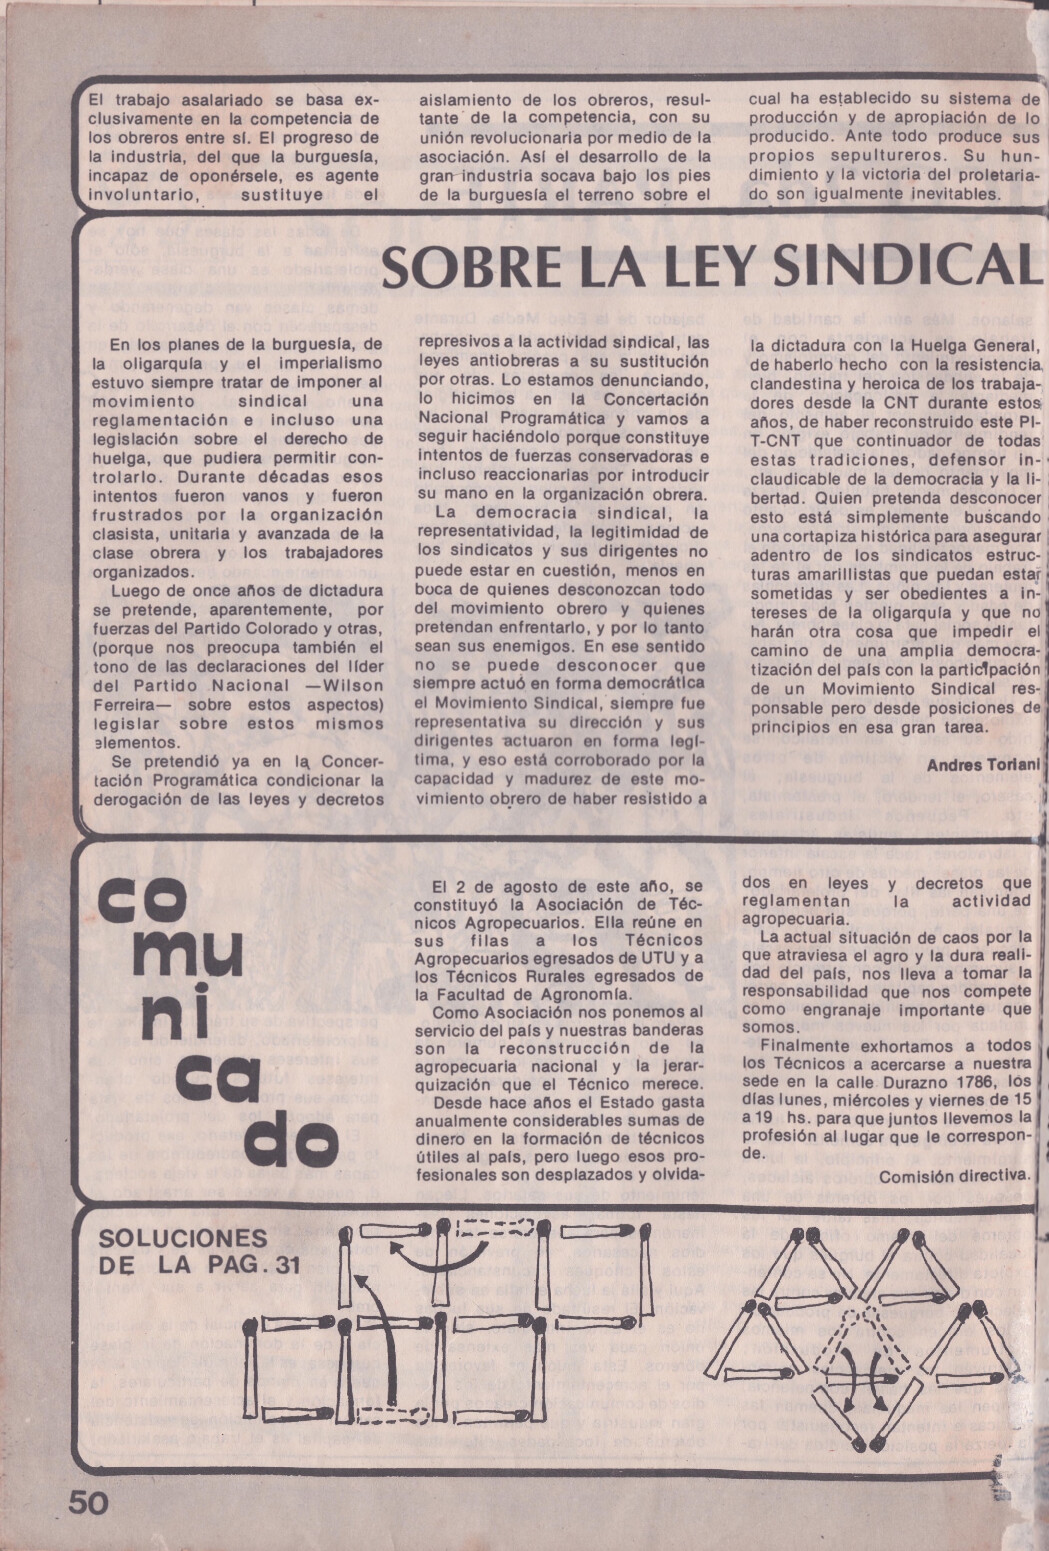 El trabajo asalariado se basa ex-
clusivamente en la competencia de
los obreros entre sí. El progreso de
la industria, del que la burguesía,
incapaz de oponérsele, es agente
involuntario, sustituye el
aislamiento de los obreros, resul-
tante de la competencia, con su
unión revolucionaria por medio de la
asociación. Así el desarrollo de la
gran industria socava bajo los pies
de la burguesía el terreno sobre el
cual ha establecido su sistema de
producción y de apropiación de lo
producido. Ante todo produce sus
propios sepultureros. Su hun-
dimiento y la victoria del proletaria-
do son igualmente inevitables.
SOBRE LA LEY SINDICAL
En los planes de la burguesía, de
la oligarquía y el imperialismo
estuvo siempre tratar de imponer al
movimiento sindical una
reglamentación e incluso una
legislación sobre el derecho de
huelga, que pudiera permitir con-
trolarlo. Durante décadas esos
intentos fueron vanos y fueron
frustrados por la organización
clasista, unitaria y avanzada de la
clase obrera y los trabajadores
organizados.
Luego de once años de dictadura
se pretende, aparentemente, por
fuerzas del Partido Colorado y otras,
(porque nos preocupa también el
tono de las declaraciones del líder
del Partido Nacional —Wilson
Ferreira— sobre estos aspectos)
legislar sobre estos mismos
elementos.
Se pretendió ya en la Concer-
tación Programática condicionar la
derogación de las leyes y decretos
represivos a la actividad sindical, las
leyes antiobreras a su sustitución
por otras. Lo estamos denunciando,
lo hicimos en la Concertación
Nacional Programática y vamos a
seguir haciéndolo porque constituye
intentos de fuerzas conservadoras e
incluso reaccionarias por introducir
su mano en la organización obrera.
La democracia sindical, la
representatividad, la legitimidad de
los sindicatos y sus dirigentes no
puede estar en cuestión, menos en
boca de quienes desconozcan todo
del movimiento obrero y quienes
pretendan enfrentarlo, y por lo tanto
sean sus enemigos. En ese sentido
no se puede desconocer que
siempre actuó en forma democrática
el Movimiento Sindical, siempre fue
representativa su dirección y sus
dirigentes actuaron en forma legí-
tima, y eso está corroborado por la
capacidad y madurez de este mo-
vimiento obrero de haber resistido a
la dictadura con la Huelga General,
de haberlo hecho con la resistencia
clandestina y heroica de los trabaja-
dores desde la CNT durante estos
años, de haber reconstruido este PI-
T-CNT que continuador de todas
estas tradiciones, defensor in-
claudicable de la democracia y la li-
bertad. Quien pretenda desconocer
esto está simplemente buscando
una cortapiza histórica para asegurar
adentro de los sindicatos estruc-
turas amarillistas que puedan estar
sometidas y ser obedientes a in-
tereses de la oligarquía y que no
harán otra cosa que impedir el
camino de una amplia democra-
tización del país con la participación
de un Movimiento Sindical res-
ponsable pero desde posiciones de
principios en esa gran tarea.
Andres Toriani
co
mu
ni
ca
do
El 2 de agosto de este año, se
constituyó la Asociación de Téc-
nicos Agropecuarios. Ella reúne en
sus filas a los Técnicos
Agropecuarios egresados de UTU y a
los Técnicos Rurales egresados de
la Facultad de Agronomía.
Como Asociación nos ponemos al
servicio del país y nuestras banderas
son la reconstrucción de la
agropecuaria nacional y la jerar-
quización que el Técnico merece.
Desde hace años el Estado gasta
anualmente considerables sumas de
dinero en la formación de técnicos
útiles al país, pero luego esos pro-
fesionales son desplazados y olvida-
dos en leyes y decretos que
reglamentan la actividad
agropecuaria.
La actual situación de caos por la
que atraviesa el agro y la dura reali-
dad del país, nos lleva a tomar la
responsabilidad que nos compete
como engranaje importante que
somos.
Finalmente exhortamos a todos
los Técnicos a acercarse a nuestra
sede en la calle Durazno 1786, los
días lunes, miércoles y viernes de 15
a 19 hs. para que juntos llevemos la
profesión al lugar que le correspon-
de.
Comisión directiva.
SOLUCIONES
DE LA PAG. 31
50